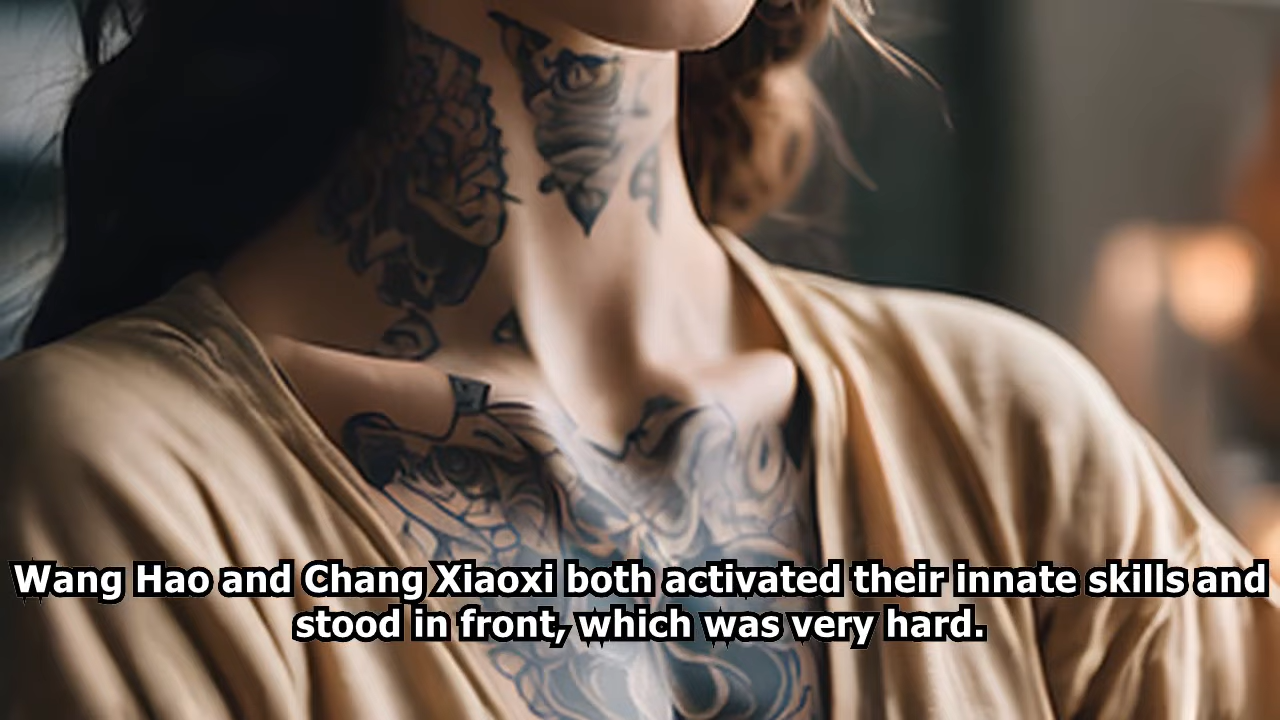 Wang Hao and Chang Xiaoxi both activated their innate skills and
stood in front, which was very hard.